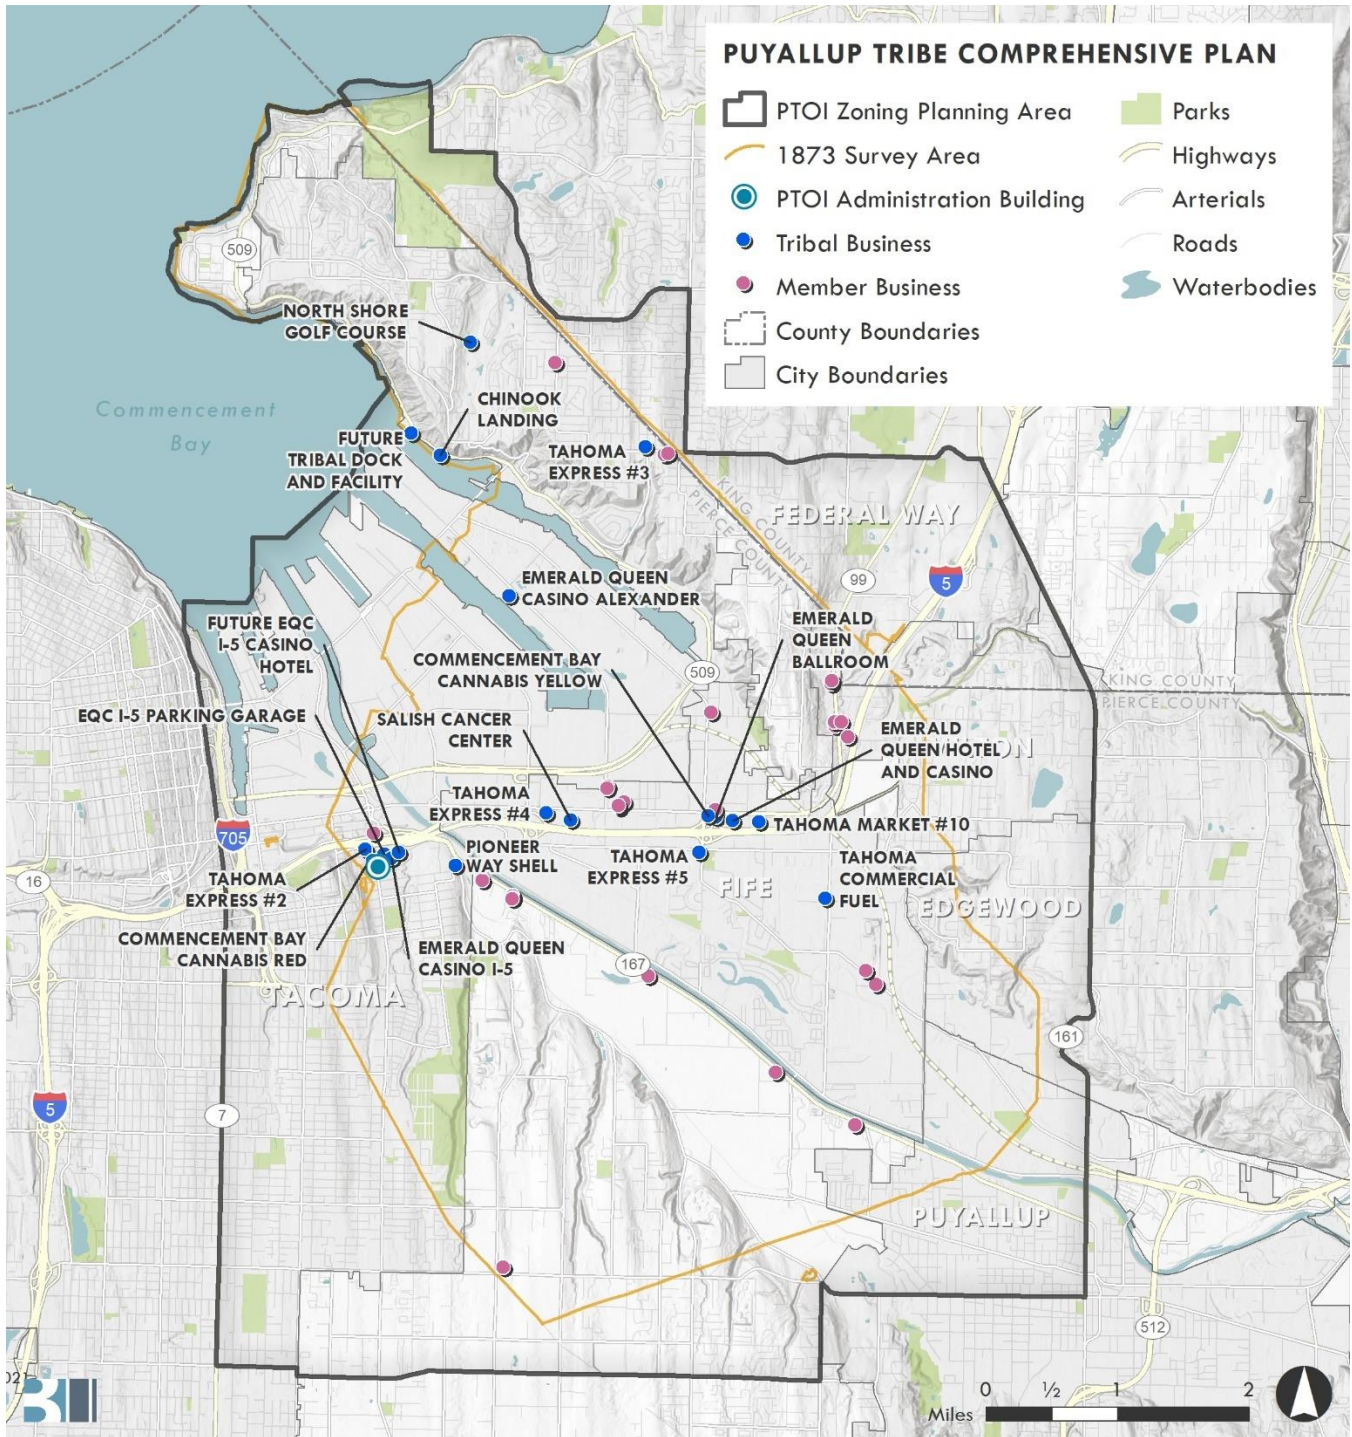 PUYALLUP TRIBE COMPREHENSIVE PLAN
PTOI Zoning Planning Area
1873 Survey Area
PTOI Administration Building
Tribal Business
Member Business
County Boundaries
City Boundaries
Parks
Highways
Arterials
Roads
Waterbodies
509
NORTH SHORE
GOLF COURSE
Commencement
Bay
CHINOOK
LANDING
FUTURE
TRIBAL DOCK
AND FACILITY
TAHOMA
EXPRESS #3
KING COUNTY
PIERCE COUNTY
FEDERAL WAY
99
5
EMERALD QUEEN
CASINO ALEXANDER
FUTURE EQC
I-5 CASINO
HOTEL
EMERALD
QUEEN
BALLROOM
COMMENCEMENT BAY
CANNABIS YELLOW
509
KING COUNTY
PIERCE COUNTY
EQC I-5 PARKING GARAGE
SALISH CANCER
CENTER
EMERALD
QUEEN HOTEL
AND CASINO
TAHOMA
EXPRESS #4
TAHOMA MARKET #10
705
PIONEER
WAY SHELL
TAHOMA
EXPRESS #5
TAHOMA
COMMERCIAL
FUEL
16
TAHOMA
EXPRESS #2
FIFE
EDGEWOOD
COMMENCEMENT BAY
CANNABIS RED
EMERALD QUEEN
CASINO I-5
167
TACOMA
161
5
7
PUYALLUP
512
0 ½ 1 2
Miles